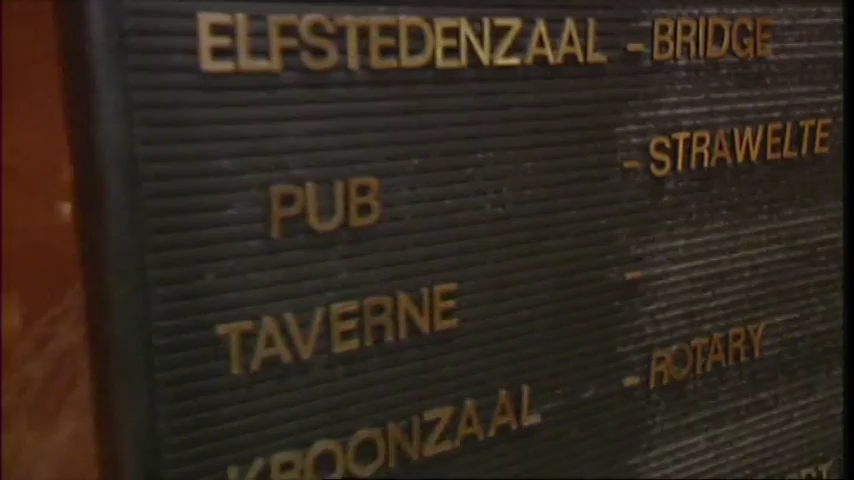 ELFSTEDENZAAL - BRIDGE
- STRAWELTE
PUB
TAVERNE -
KROONZAAL - ROTARY